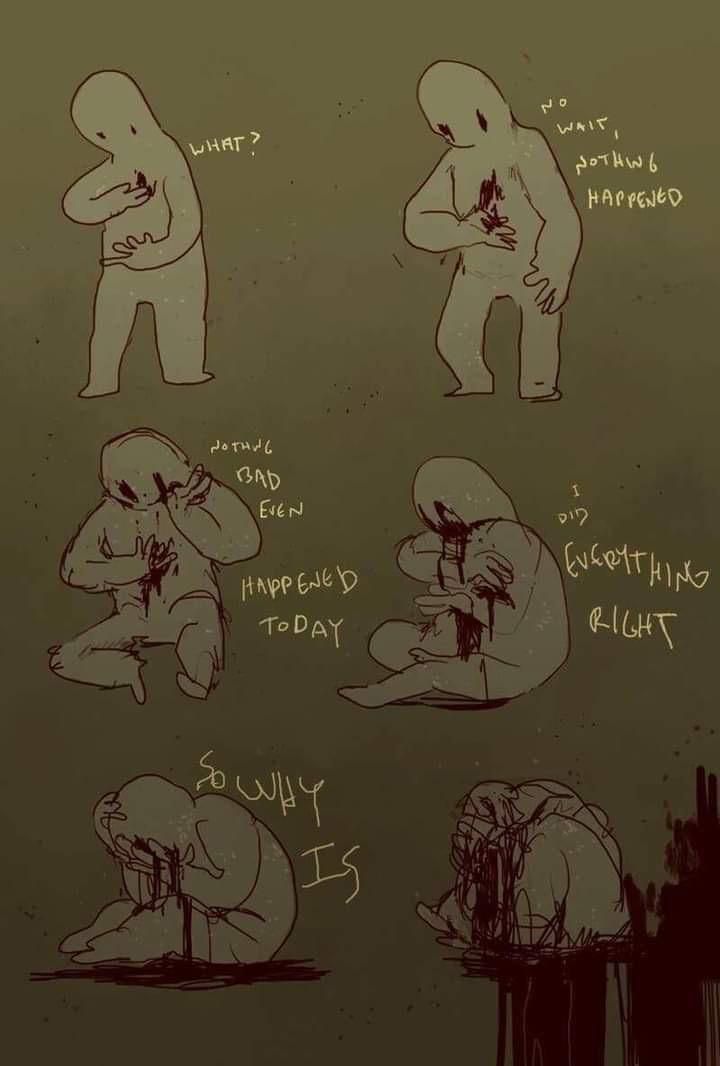 WHAT?
NO
WAIT,
NOTHING
HAPPENED
NOTHING
BAD
EVEN
HAPPENED
TODAY
I
DID
EVERYTHING
RIGHT
SO WHY
IS